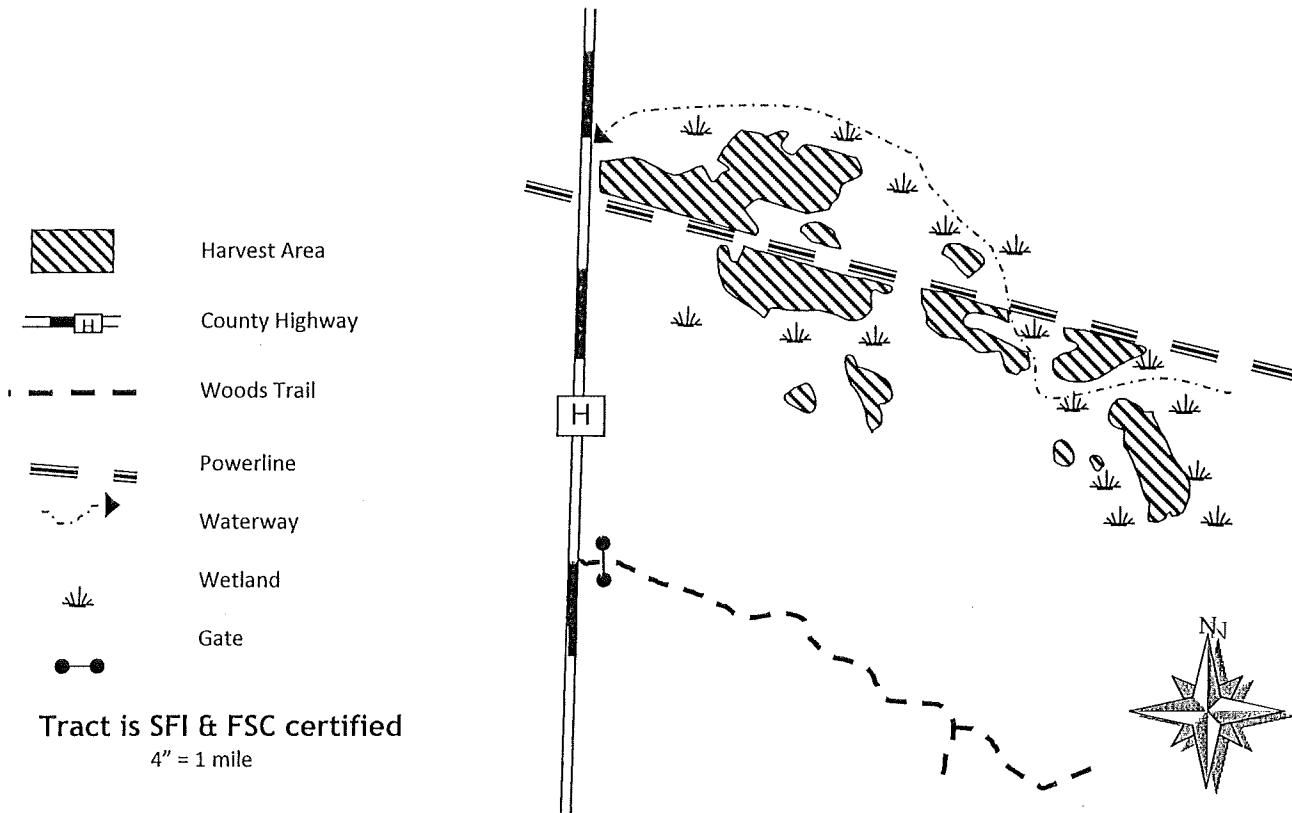 Harvest Area
H
County Highway
Woods Trail
Powerline
Waterway
Wetland
Gate
Tract is SFI & FSC certified
4” = 1 mile
H
N
N